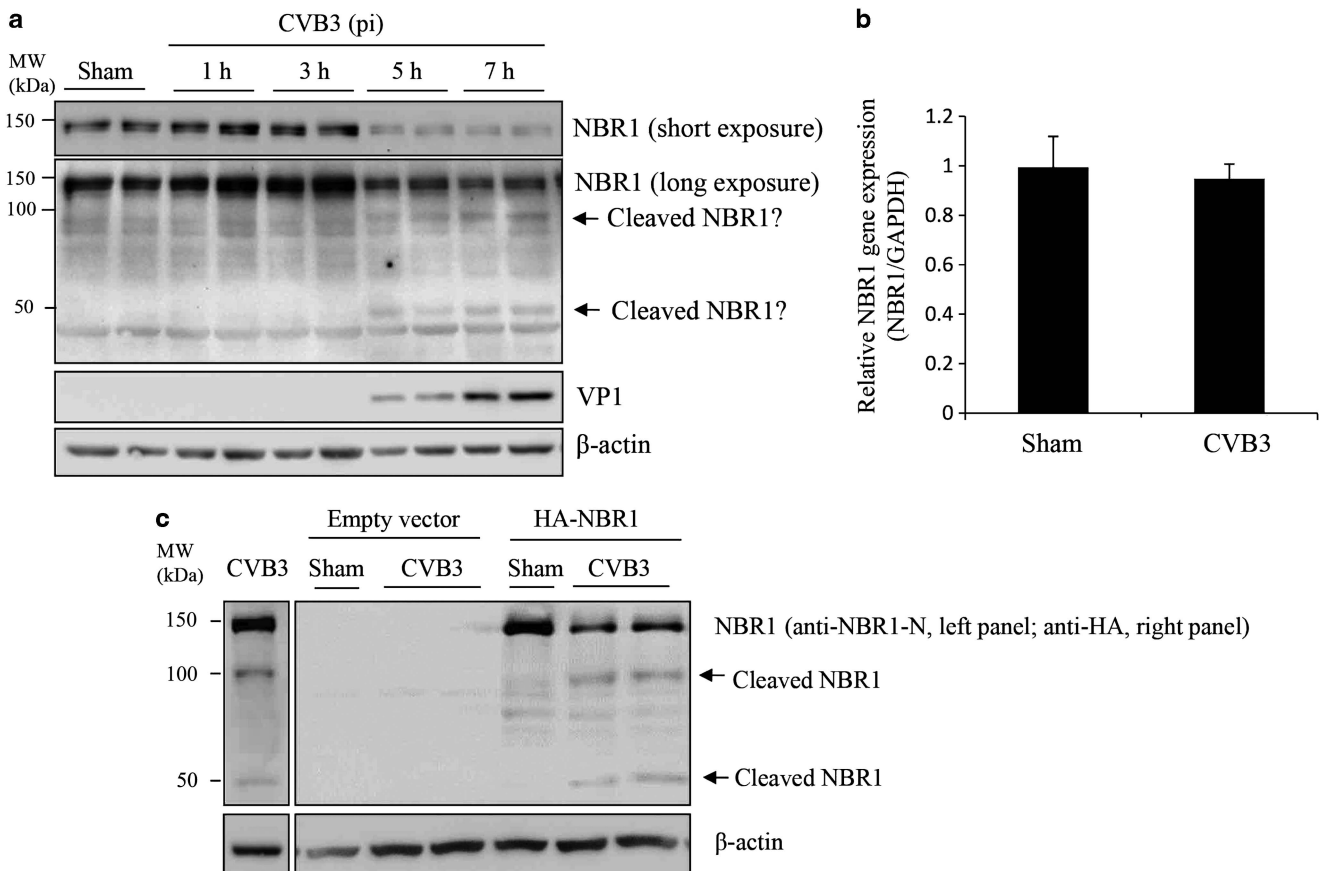 a
CVB3 (pi)
MW
(kDa)
Sham 1 h 3 h 5 h 7 h
150
NBR1 (short exposure)
150
NBR1 (long exposure)
100
Cleaved NBR1?
50
Cleaved NBR1?
VP1
β-actin
b
Relative NBR1 gene expression
(NBR1/GAPDH)
1.2
1
0.8
0.6
0.4
0.2
0
Sham CVB3
c
Empty vector HA-NBR1
MW
(kDa)
CVB3 Sham CVB3 Sham CVB3
150
NBR1 (anti-NBR1-N, left panel; anti-HA, right panel)
100
Cleaved NBR1
50
Cleaved NBR1
β-actin